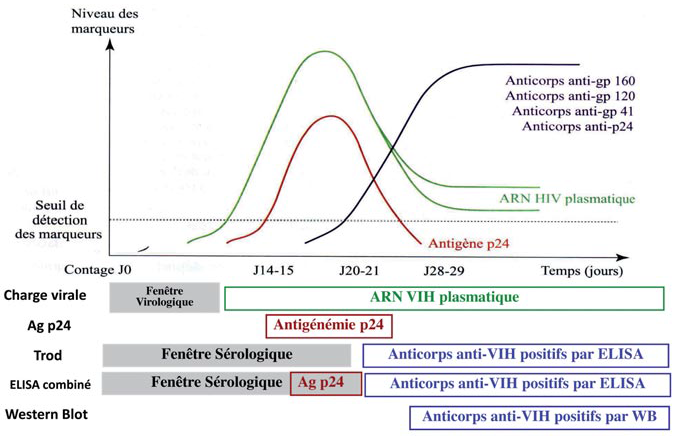 Niveau des
marqueurs
Anticorps anti-gp 160
Anticorps anti-gp 120
Anticorps anti-gp 41
Anticorps anti-p24
ARN HIV plasmatique
Seuil de
détection
des marqueurs
Antigène p24
Contage J0
J14-15
J20-21
J28-29
Temps (jours)
Charge virale
Fenêtre
Virologique
ARN VIH plasmatique
Ag p24
Antigénémie p24
Trod
Fenêtre Sérologique
Anticorps anti-VIH positifs par ELISA
ELISA combiné
Fenêtre Sérologique
Ag p24
Anticorps anti-VIH positifs par ELISA
Western Blot
Anticorps anti-VIH positifs par WB